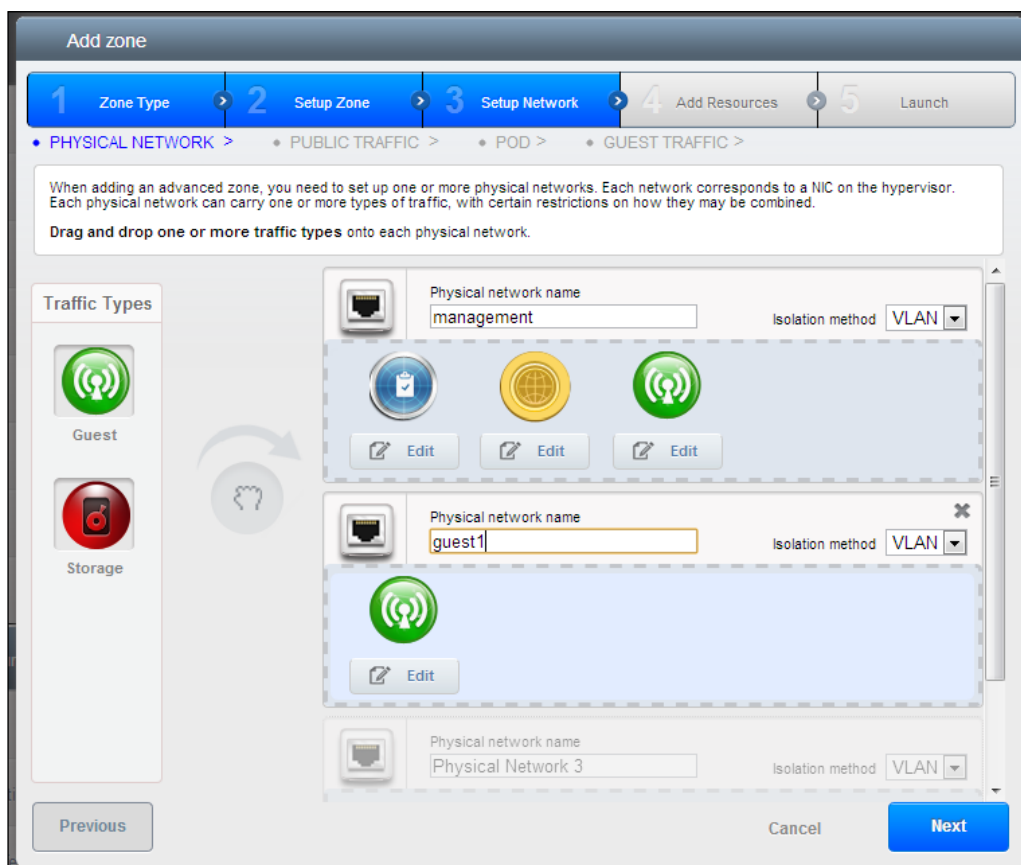 Add zone
1 Zone Type
2 Setup Zone
3 Setup Network
4 Add Resources
5 Launch
• PHYSICAL NETWORK > • PUBLIC TRAFFIC > • POD > • GUEST TRAFFIC >
When adding an advanced zone, you need to set up one or more physical networks. Each network corresponds to a NIC on the hypervisor.
Each physical network can carry one or more types of traffic, with certain restrictions on how they may be combined.
Drag and drop one or more traffic types onto each physical network.
Traffic Types
Guest
Storage
Physical network name
management
Isolation method VLAN
Edit Edit Edit
Physical network name
guest1
Isolation method VLAN
Edit
Physical network name
Physical Network 3
Isolation method VLAN
Previous
Cancel
Next